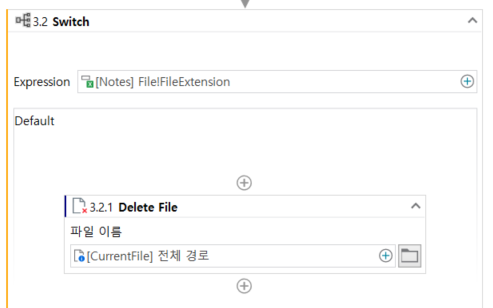 3.2 Switch
Expression [Notes] File!FileExtension
Default
3.2.1 Delete File
파일 이름
[CurrentFile] 전체 경로